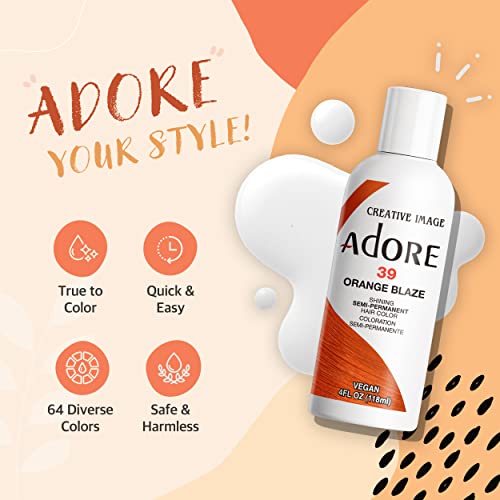 "ADORE"
YOUR STYLE!
True to
Color
Quick &
Easy
64 Diverse
Colors
Safe &
Harmless
CREATIVE IMAGE
ADORE
39
ORANGE BLAZE
SHINING
SEMI-PERMANENT
HAIR COLOR
COLORATION
SEMI-PERMANENTE
VEGAN
4FL OZ (118ml)